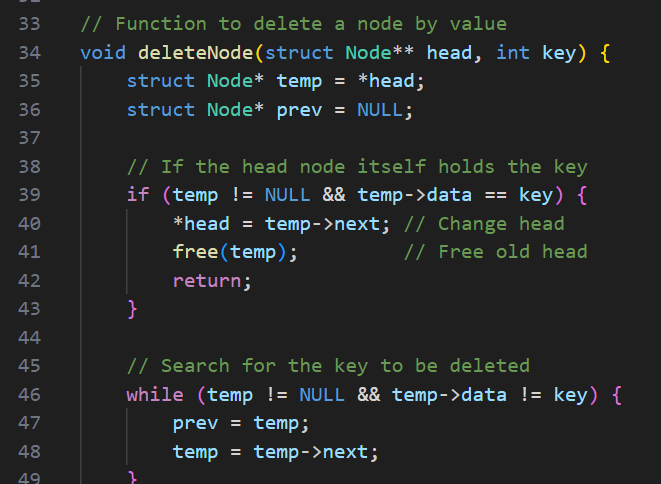 33 // Function to delete a node by value
34 void deleteNode(struct Node** head, int key) {
35     struct Node* temp = *head;
36     struct Node* prev = NULL;
37
38     // If the head node itself holds the key
39     if (temp != NULL && temp->data == key) {
40         *head = temp->next; // Change head
41         free(temp);         // Free old head
42         return;
43     }
44
45     // Search for the key to be deleted
46     while (temp != NULL && temp->data != key) {
47         prev = temp;
48         temp = temp->next;
49     }